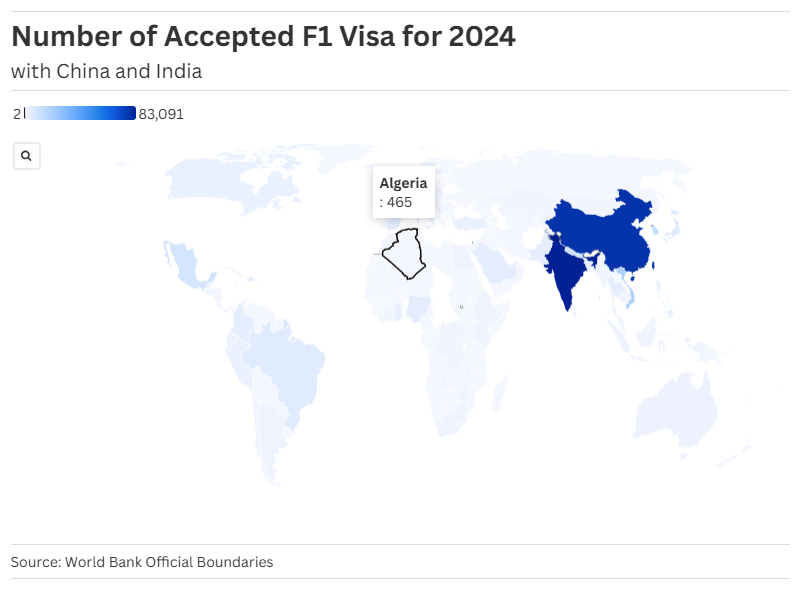 Number of Accepted F1 Visa for 2024
with China and India
2 83,091
Algeria
: 465
Source: World Bank Official Boundaries